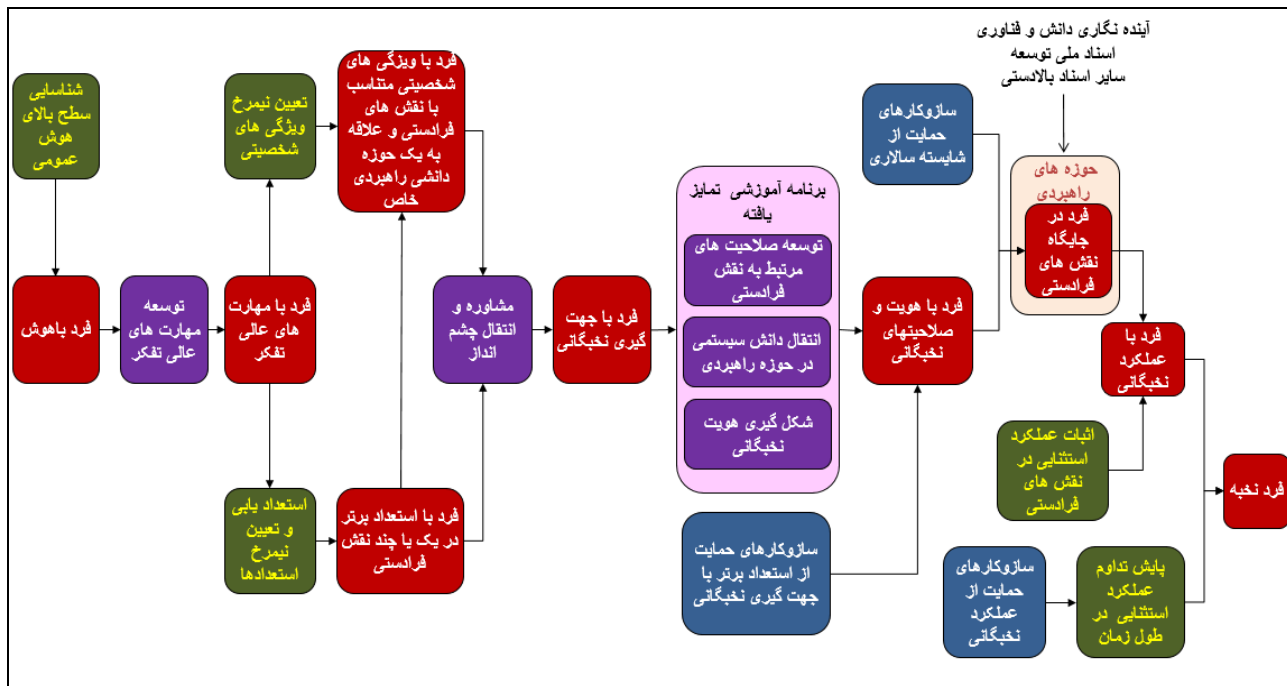 شناسایی
سطح بالای
هوش
عمومی
فرد باهوش
توسعه
مهارت های
عالی تفکر
فرد با مهارت
های عالی
تفکر
تعیین نیمرخ
ویژگی های
شخصیتی
استعداد یابی
و تعیین
نیمرخ
استعدادها
فرد با ویژگی های
شخصیتی متناسب
با نقش های
فرادستی و علاقه
به یک حوزه
دانشی راهبردی
خاص
فرد با استعداد برتر
در یک یا چند نقش
فرادستی
مشاوره و
انتقال چشم
انداز
فرد با جهت
گیری نخبگانی
برنامه آموزشی تمایز
یافته
توسعه صلاحیت های
مرتبط به نقش
فرادستی
انتقال دانش سیستمی
در حوزه راهبردی
شکل گیری هویت
نخبگانی
سازوکارهای حمایت
از استعداد برتر با
جهت گیری نخبگانی
سازوکارهای
حمایت از
شایسته سالاری
فرد با هویت و
صلاحیتهای
نخبگانی
آینده نگاری دانش و فناوری
اسناد ملی توسعه
سایر اسناد بالادستی
حوزه های
راهبردی
فرد در
جایگاه
نقش های
فرادستی
فرد با
عملکرد
نخبگانی
اثبات عملکرد
استثنایی در
نقش های
فرادستی
سازوکارهای
حمایت از
عملکرد
نخبگانی
پایش تداوم
عملکرد
استثنایی در
طول زمان
فرد نخبه